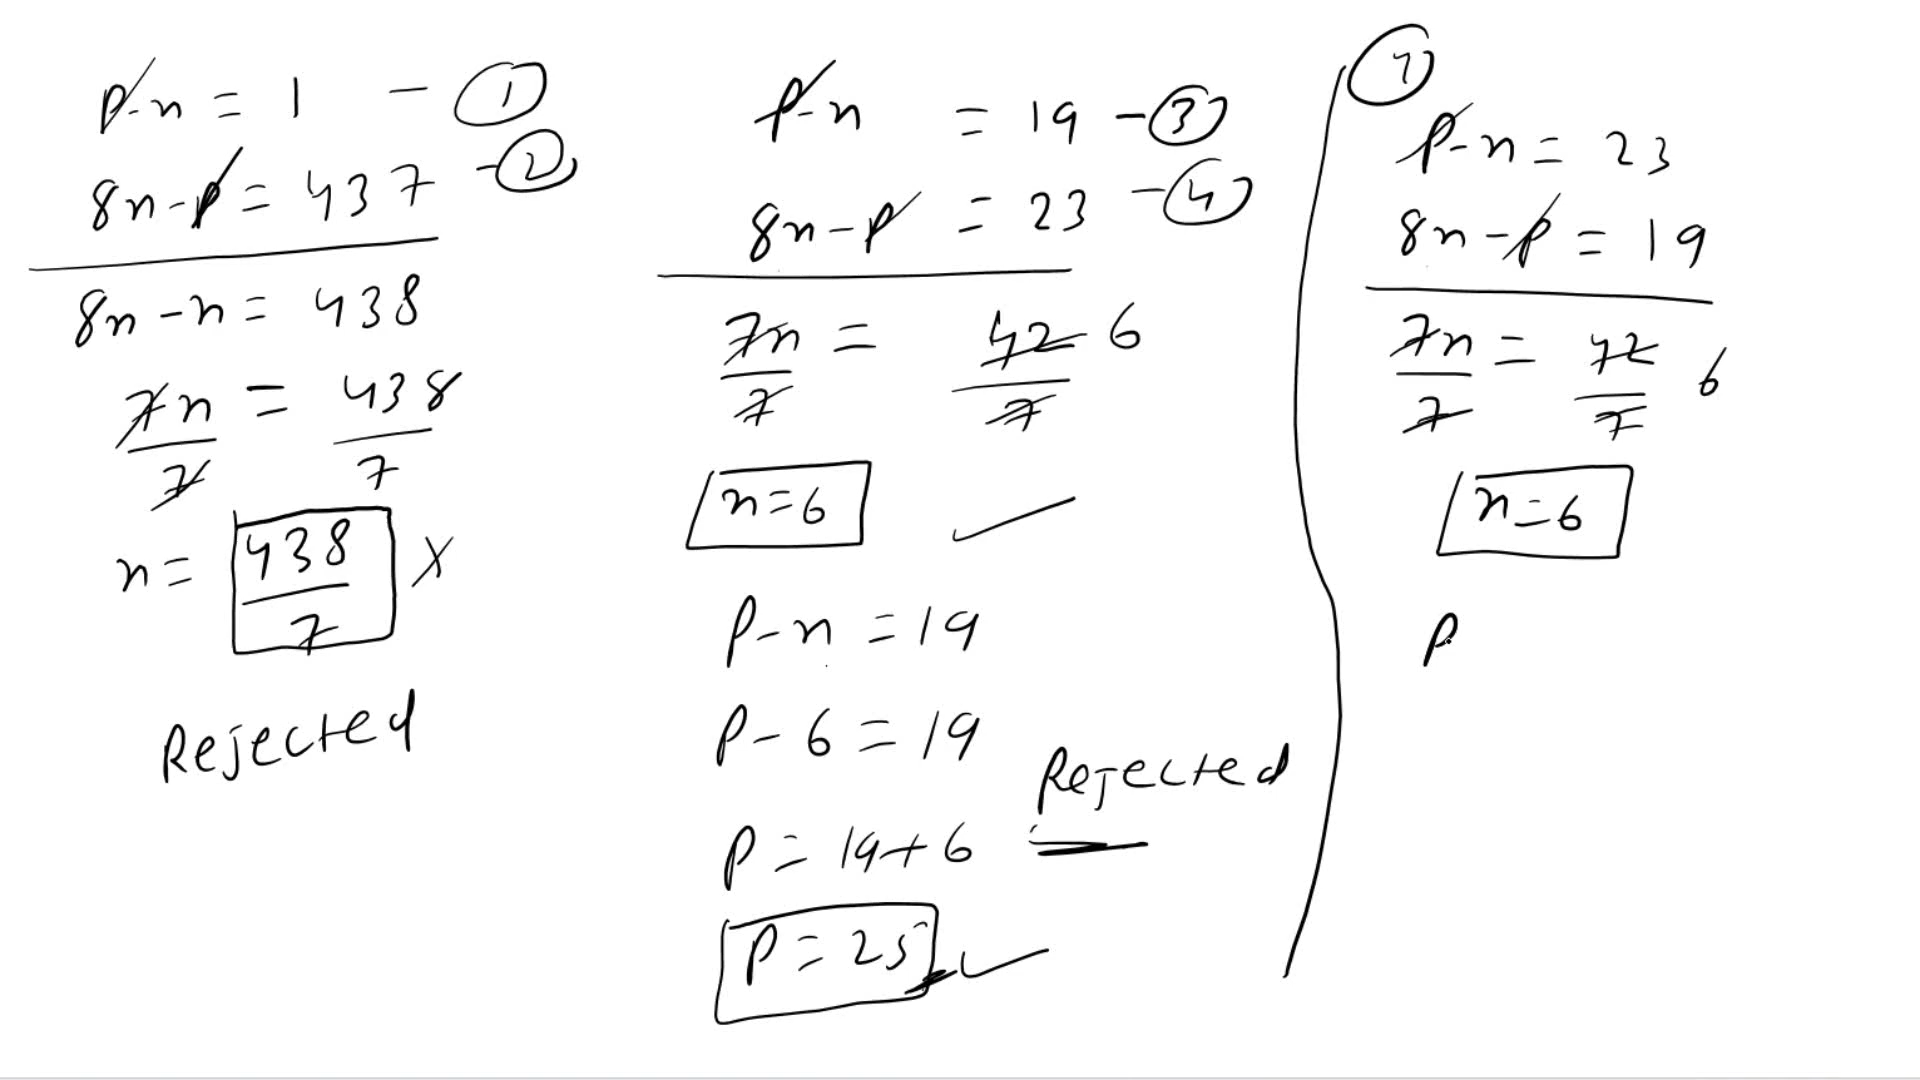 p-n = 1 - ①
8n-p = 437 - ②
8n-n = 438
7n/7 = 438/7
n = 438/7 ×
Rejected
p-n = 19 - ③
8n-p = 23 - ④
7n/7 = 42/7 6
n=6 ✓
p-n = 19
p-6 = 19
p = 19+6
Rejected
p = 25 ✓
p-n = 23
8n-p = 19
7n/7 = 42/7 6
n=6
p